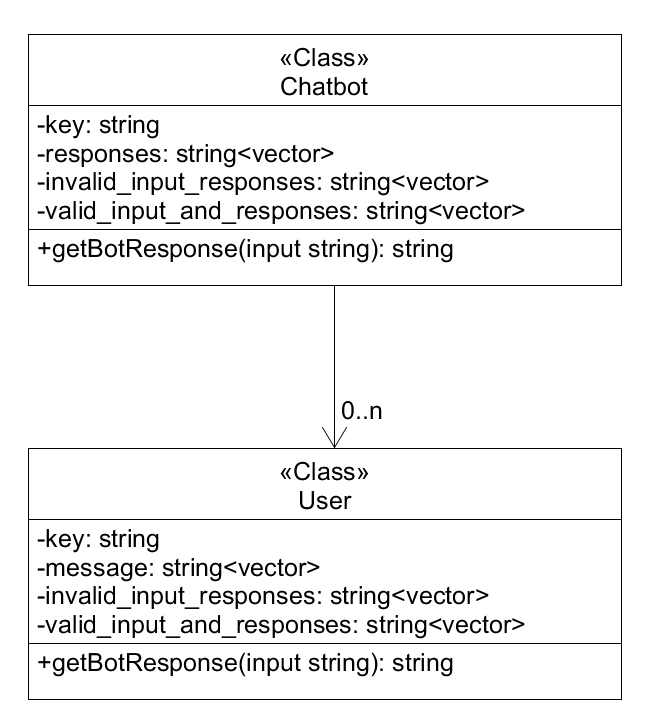 «Class»
Chatbot
-key: string
-responses: string<vector>
-invalid_input_responses: string<vector>
-valid_input_and_responses: string<vector>
+getBotResponse(input string): string
0..n
«Class»
User
-key: string
-message: string<vector>
-invalid_input_responses: string<vector>
-valid_input_and_responses: string<vector>
+getBotResponse(input string): string